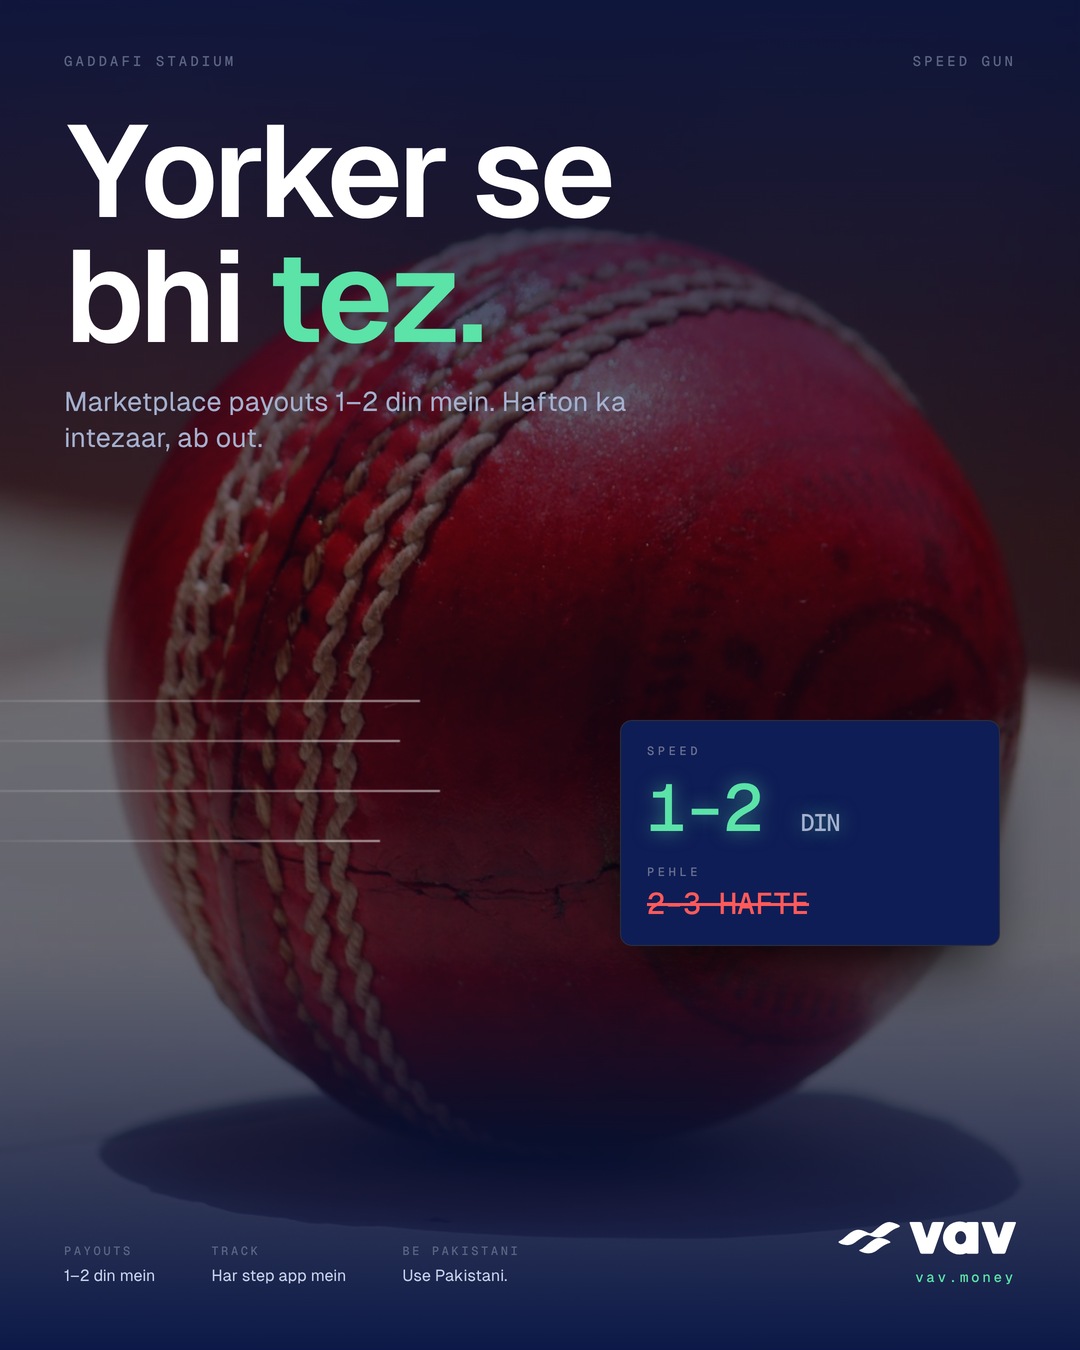 GADDAFI STADIUM
SPEED GUN
Yorker se
bhi tez.
Marketplace payouts 1–2 din mein. Hafton ka
intezaar, ab out.
SPEED
1–2 DIN
PEHLE
2–3 HAFTE
PAYOUTS
1–2 din mein
TRACK
Har step app mein
BE PAKISTANI
Use Pakistani.
vav
vav.money